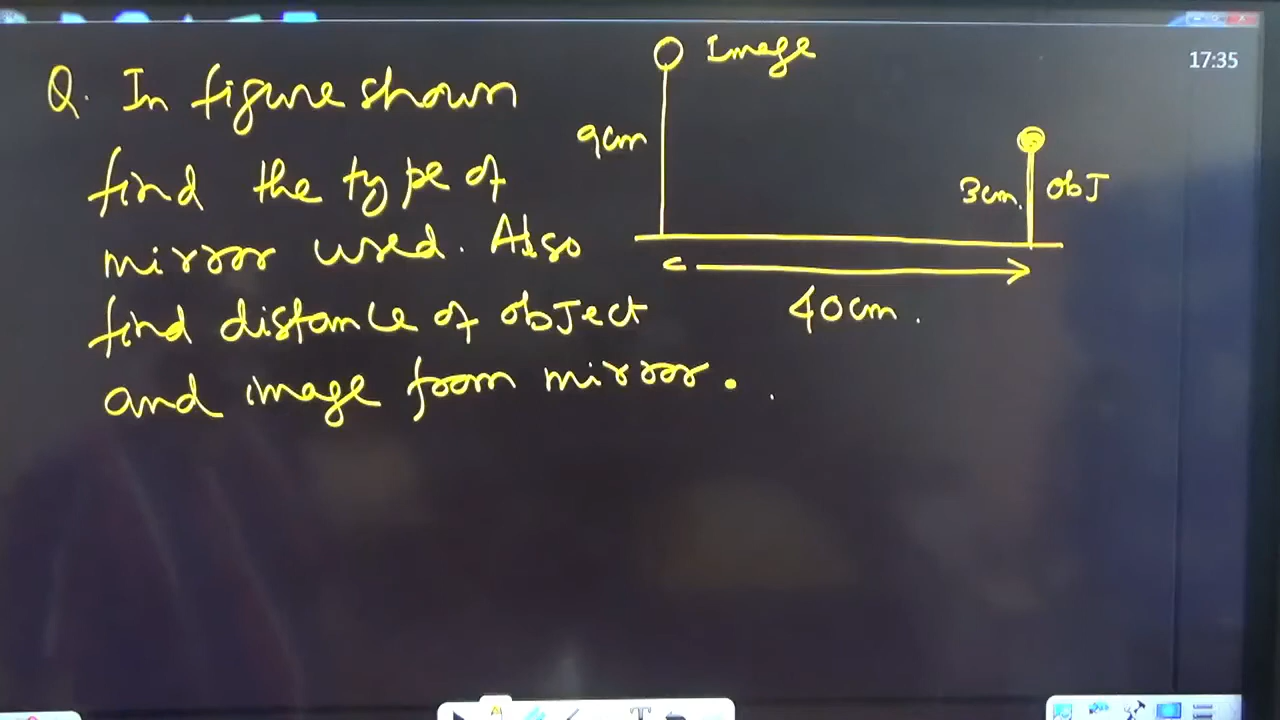 Q. In figure shown
find the type of
mirror used. Also
find distance of object
and image from mirror.
Image
9cm
3cm.
obJ
40cm.
17:35